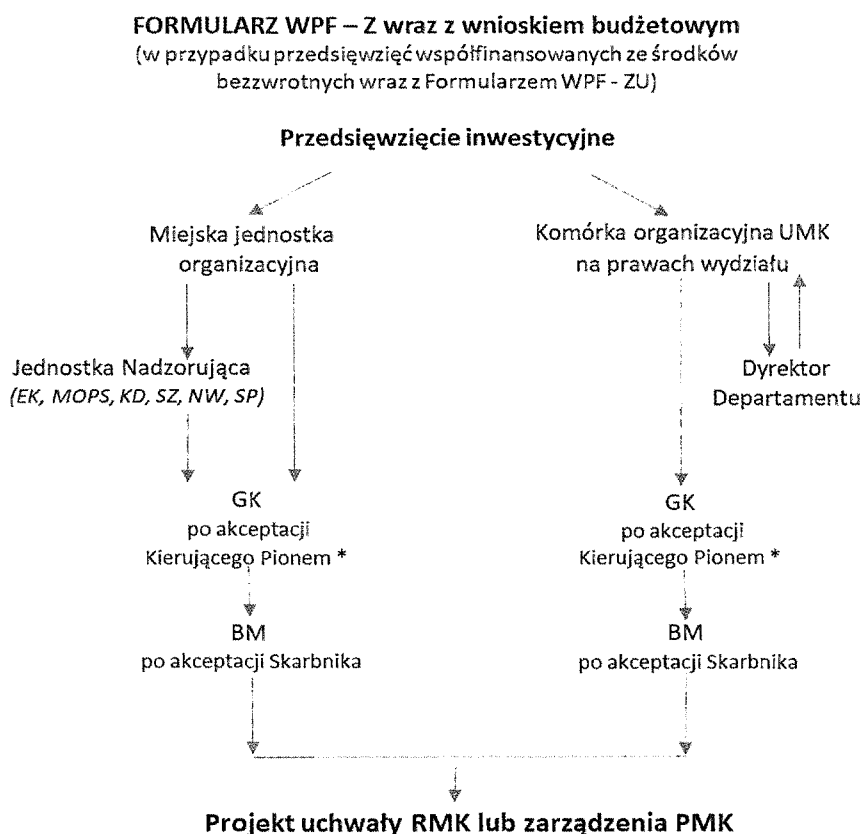 FORMULARZ WPF – Z wraz z wnioskiem budżetowym
(w przypadku przedsięwzięć współfinansowanych ze środków
bezzwrotnych wraz z Formularzem WPF - ZU)
Przedsięwzięcie inwestycyjne
Miejska jednostka
organizacyjna
Komórka organizacyjna UMK
na prawach wydziału
Jednostka Nadzorująca
(EK, MOPS, KD, SZ, NW, SP)
Dyrektor
Departamentu
GK
po akceptacji
Kierującego Pionem *
GK
po akceptacji
Kierującego Pionem *
BM
po akceptacji Skarbnika
BM
po akceptacji Skarbnika
Projekt uchwały RMK lub zarządzenia PMK